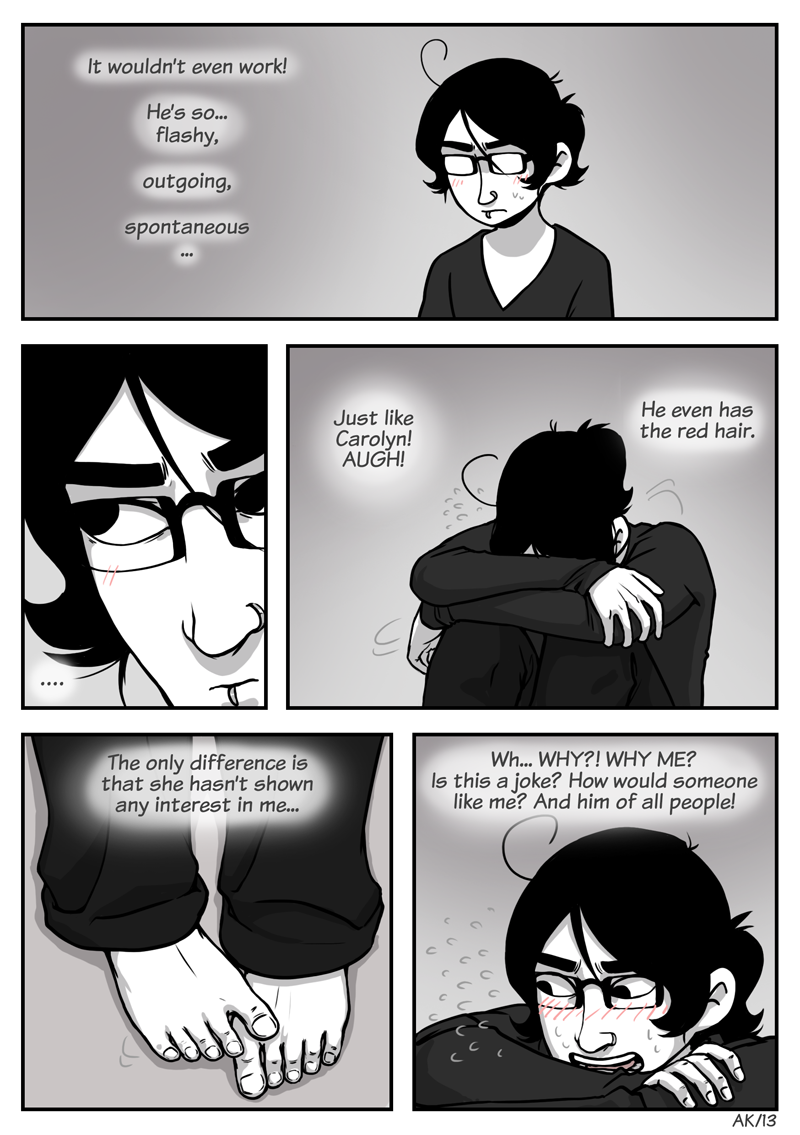 It wouldn't even work!
He's so...
flashy,
outgoing,
spontaneous
...
....
Just like
Carolyn!
AUGH!
He even has
the red hair.
The only difference is
that she hasn't shown
any interest in me...
Wh... WHY?! WHY ME?
Is this a joke? How would someone
like me? And him of all people!
AK/13